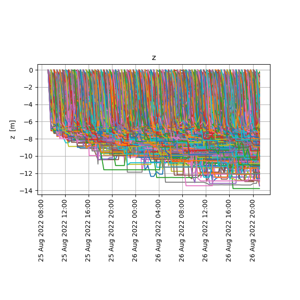 z
0
−2
−4
−6
−8
−10
−12
−14
z [m]
25 Aug 2022 08:00
25 Aug 2022 12:00
25 Aug 2022 16:00
25 Aug 2022 20:00
26 Aug 2022 00:00
26 Aug 2022 04:00
26 Aug 2022 08:00
26 Aug 2022 12:00
26 Aug 2022 16:00
26 Aug 2022 20:00